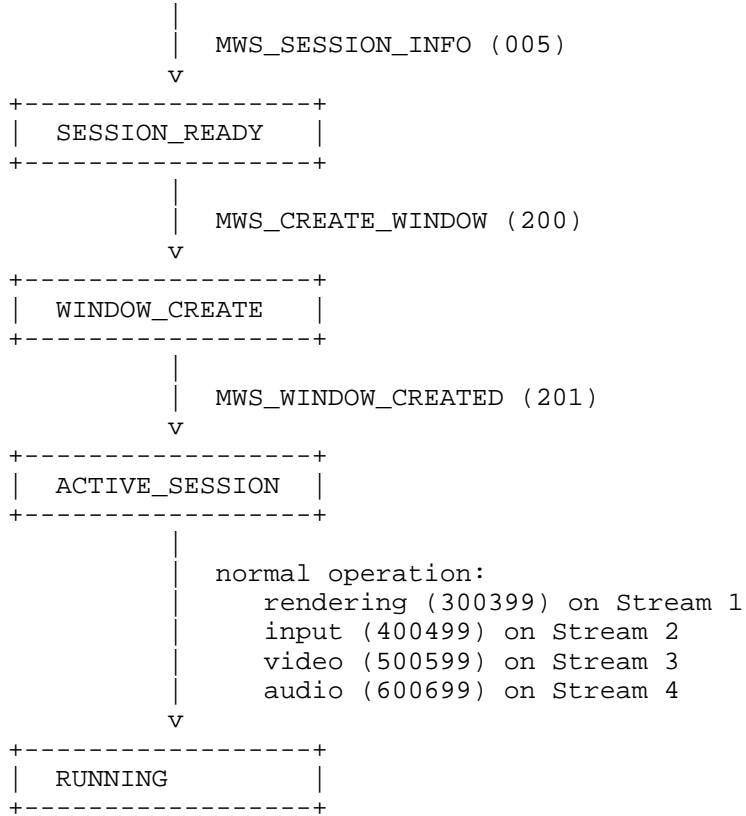 MWS_SESSION_INFO (005)
SESSION_READY
MWS_CREATE_WINDOW (200)
WINDOW_CREATE
MWS_WINDOW_CREATED (201)
ACTIVE_SESSION
normal operation:
rendering (300399) on Stream 1
input (400499) on Stream 2
video (500599) on Stream 3
audio (600699) on Stream 4
RUNNING